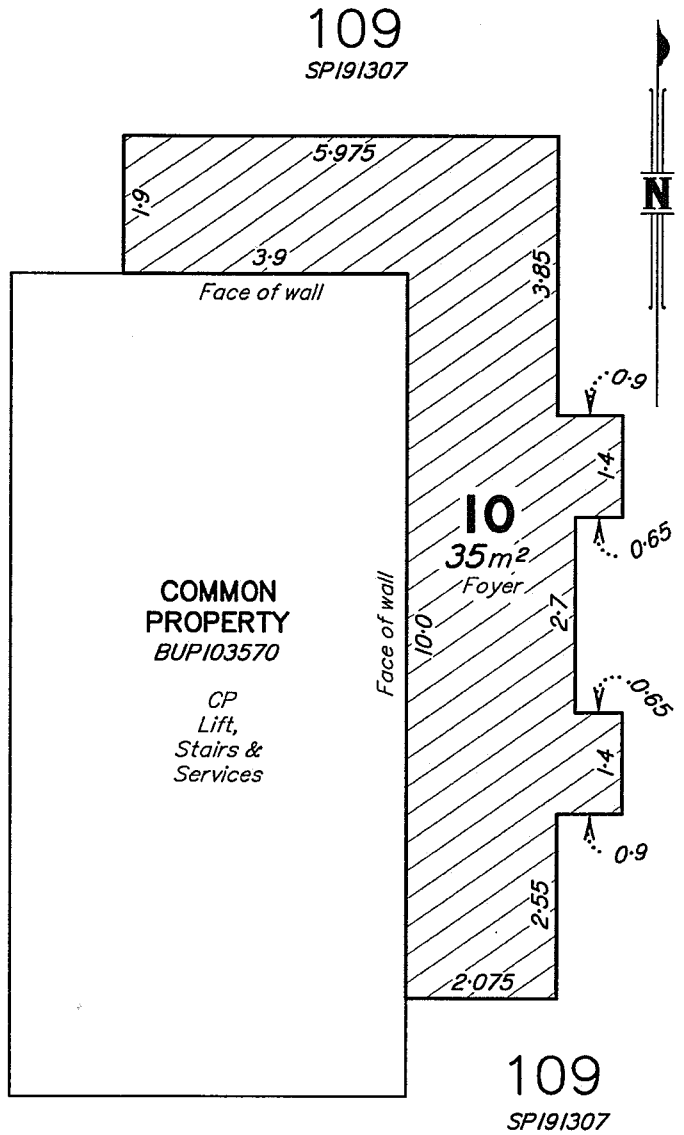 109
SP191307
5·975
1·9
N
3·9
Face of wall
3·85
0·9
1·4
10
35m²
Foyer
0·65
COMMON
PROPERTY
BUP103570
Face of wall
10·0
2·7
CP
Lift,
Stairs &
Services
0·65
1·4
0·9
2·55
2·075
109
SP191307